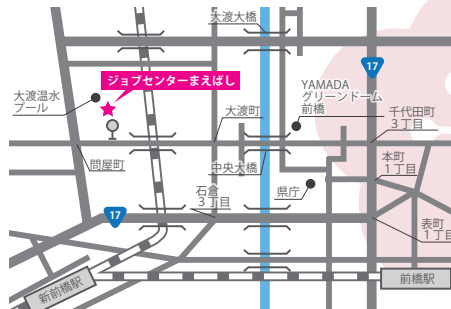 大渡大橋
17
ジョブセンターまえばし
YAMADA
グリーンドーム
前橋
大渡温水
プール
大渡町
千代田町
3丁目
問屋町
中央大橋
本町
1丁目
石倉
3丁目
県庁
17
表町
1丁目
新前橋駅
前橋駅